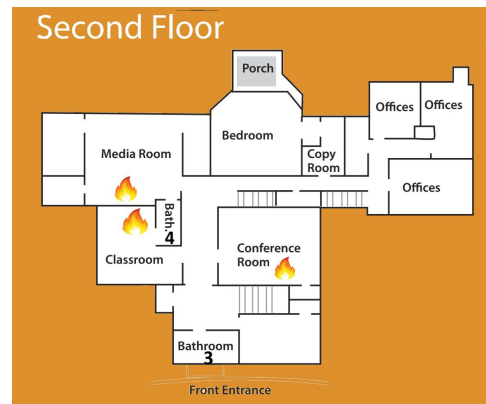 Second Floor
Porch
Offices
Offices
Bedroom
Media Room
Copy
Room
Offices
Bath.
4
Conference
Room
Classroom
Bathroom
3
Front Entrance